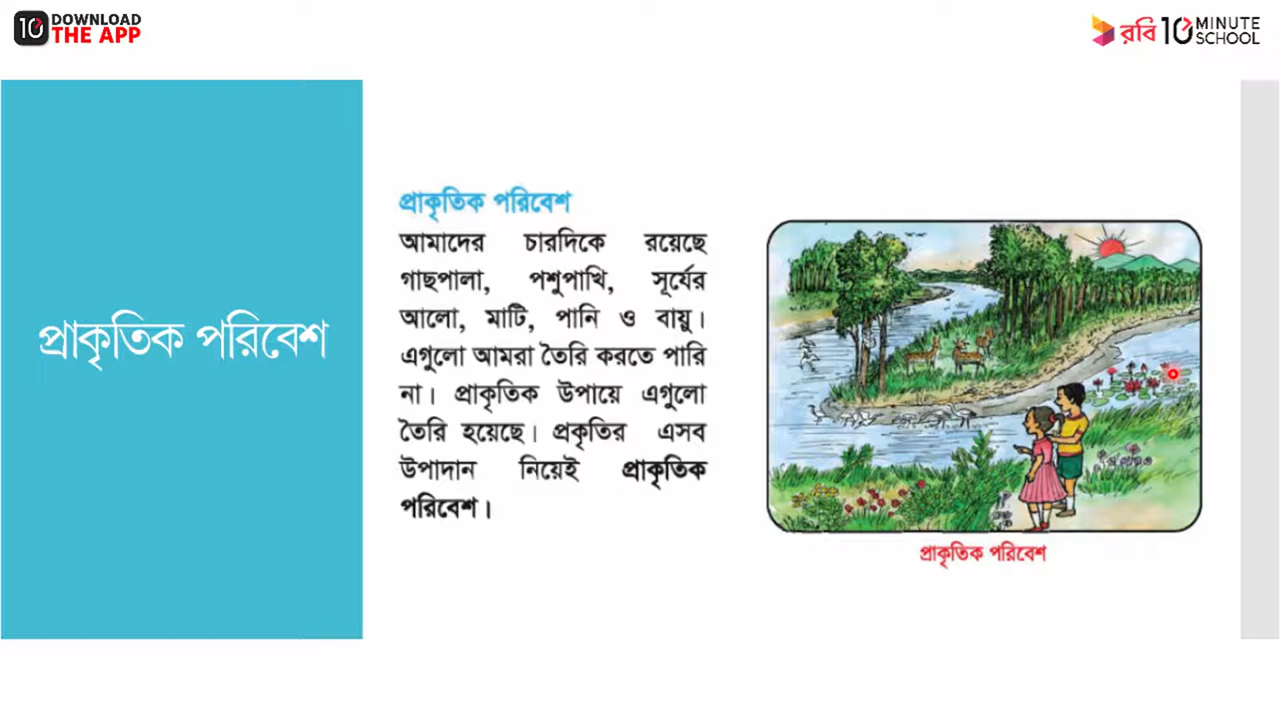 DOWNLOAD
THE APP
রবি 10 MINUTE
SCHOOL
প্রাকৃতিক পরিবেশ
প্রাকৃতিক পরিবেশ
আমাদের চারদিকে রয়েছে
গাছপালা, পশুপাখি, সূর্যের
আলো, মাটি, পানি ও বায়ু।
এগুলো আমরা তৈরি করতে পারি
না। প্রাকৃতিক উপায়ে এগুলো
তৈরি হয়েছে। প্রকৃতির এসব
উপাদান নিয়েই প্রাকৃতিক
পরিবেশ।
প্রাকৃতিক পরিবেশ